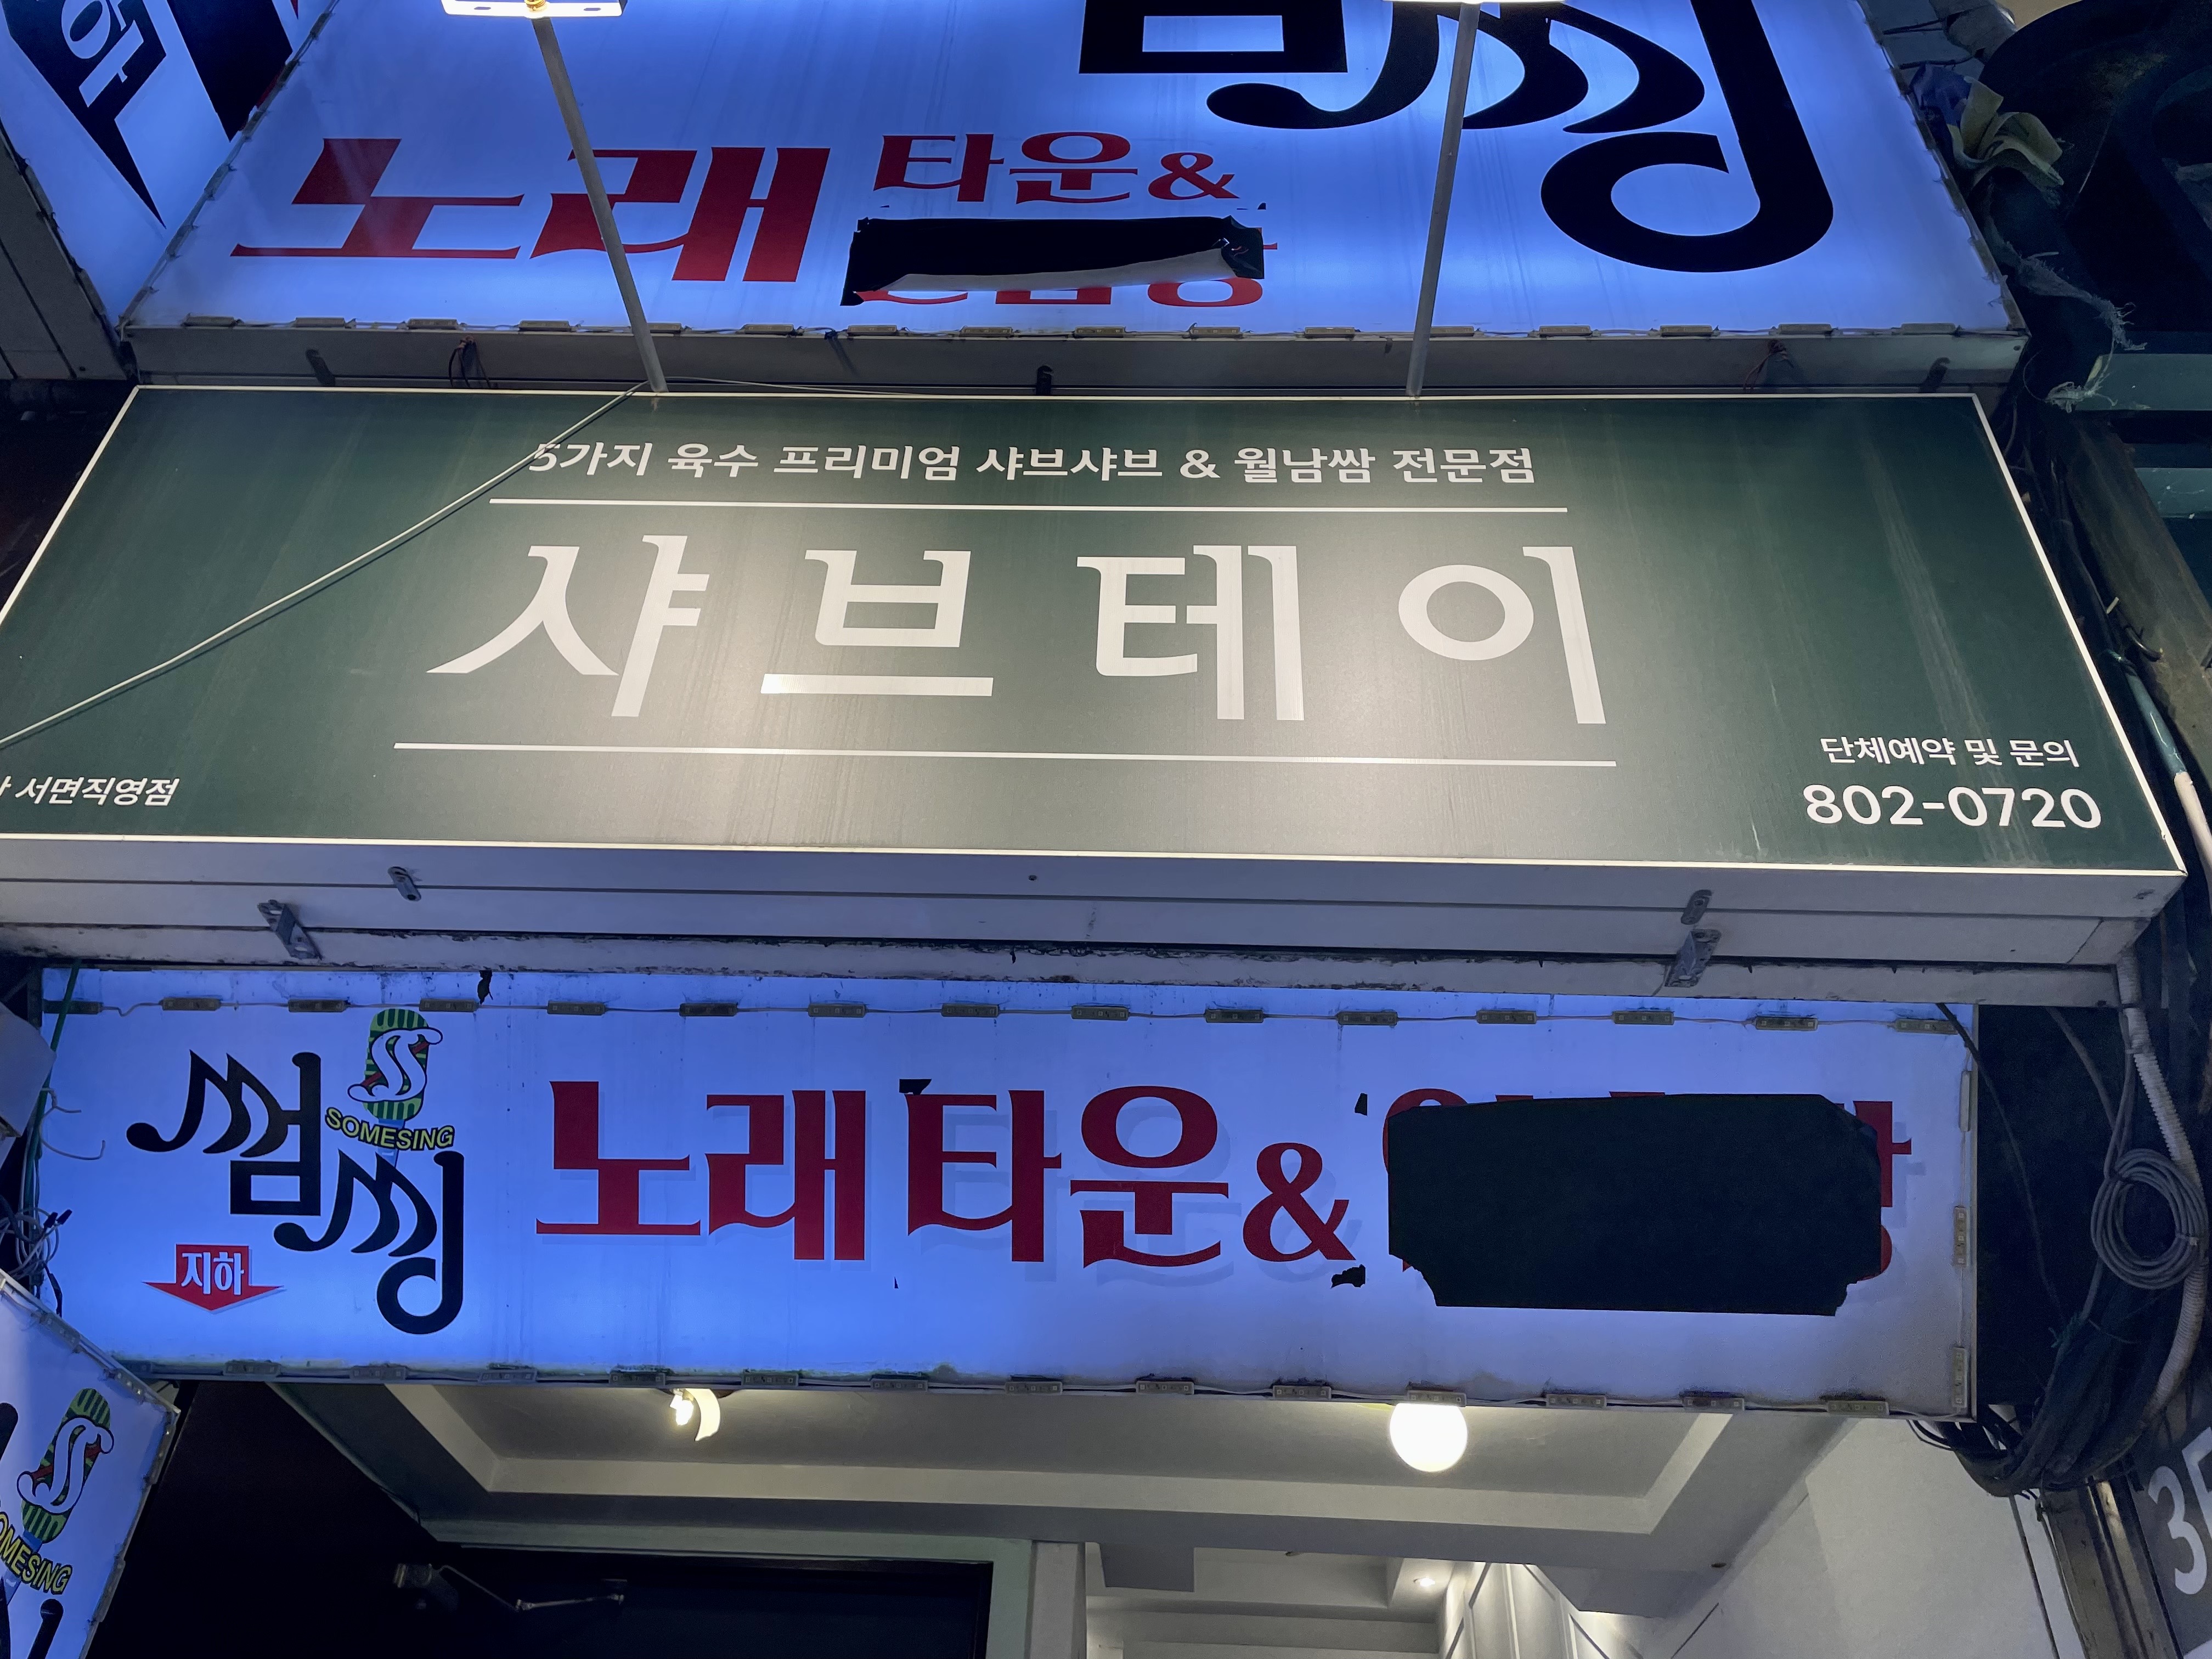 하
씽
노래
타운&
5가지 육수 프리미엄 샤브샤브 & 월남쌈 전문점
샤브테이
서면직영점
단체예약 및 문의
802-0720
썸씽
SOMESING
지하
노래타운&
SOMESING